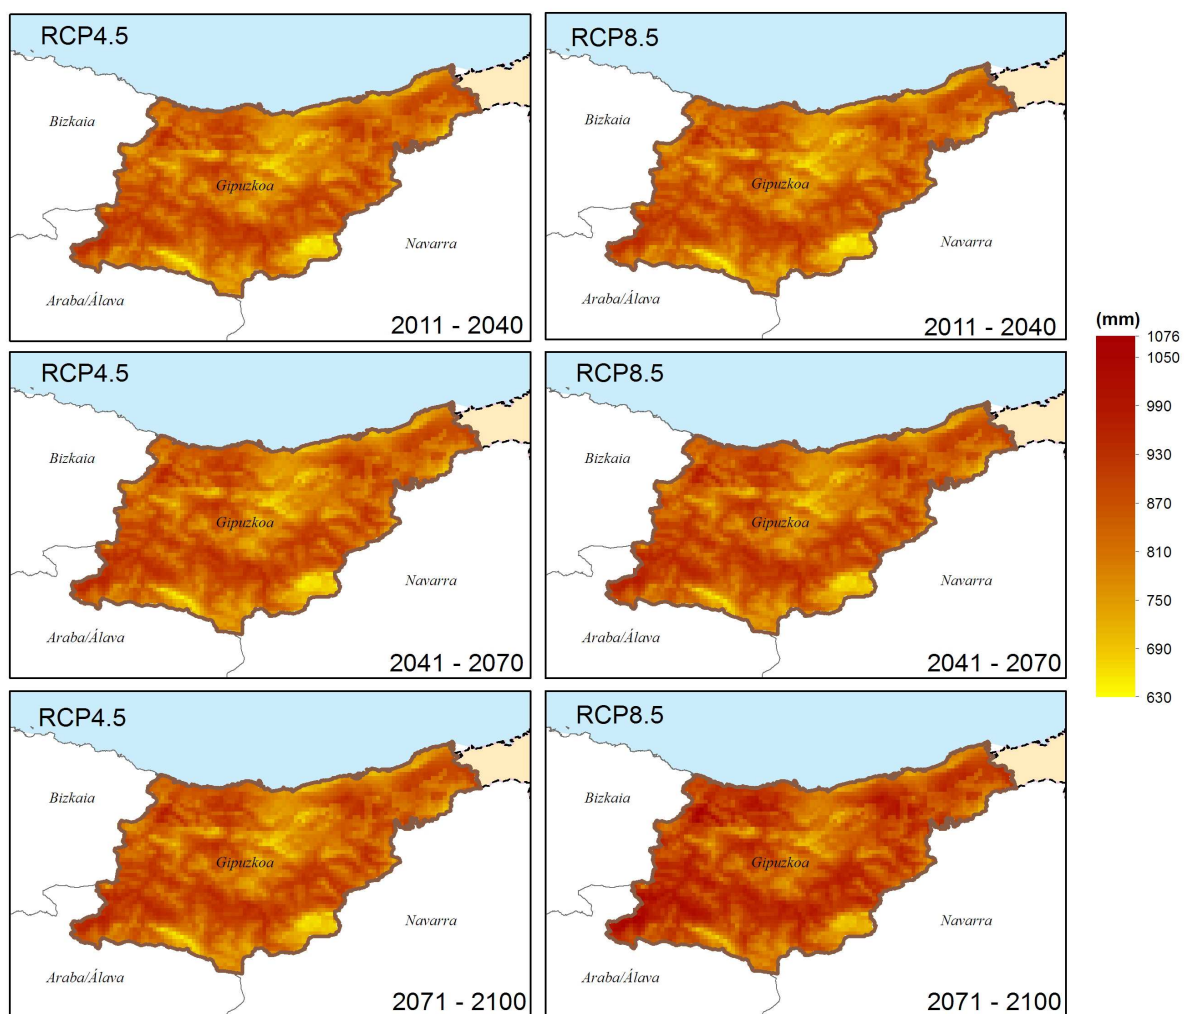 RCP4.5
Bizkaia
Gipuzkoa
Navarra
Araba/Álava
2011 - 2040
RCP8.5
Bizkaia
Gipuzkoa
Navarra
Araba/Álava
2011 - 2040
RCP4.5
Bizkaia
Gipuzkoa
Navarra
Araba/Álava
2041 - 2070
RCP8.5
Bizkaia
Gipuzkoa
Navarra
Araba/Álava
2041 - 2070
RCP4.5
Bizkaia
Gipuzkoa
Navarra
Araba/Álava
2071 - 2100
RCP8.5
Bizkaia
Gipuzkoa
Navarra
Araba/Álava
2071 - 2100
(mm)
1076
1050
990
930
870
810
750
690
630